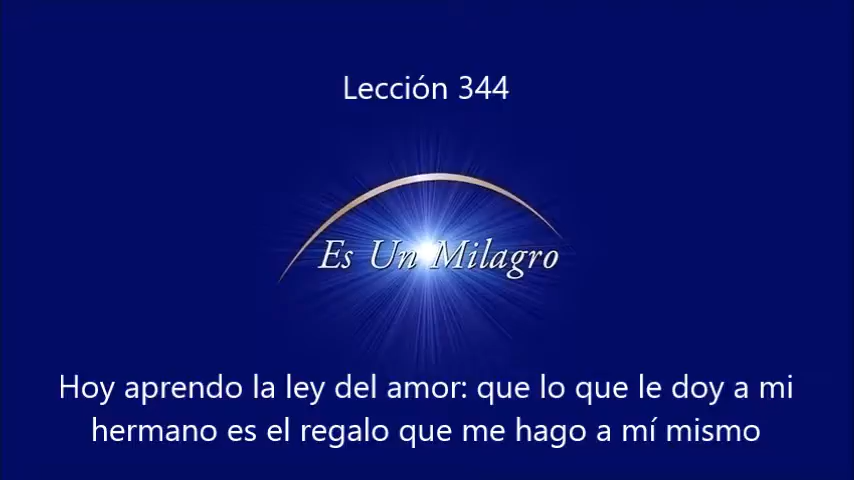 Lección 344
Es Un Milagro
Hoy aprendo la ley del amor: que lo que le doy a mi
hermano es el regalo que me hago a mí mismo